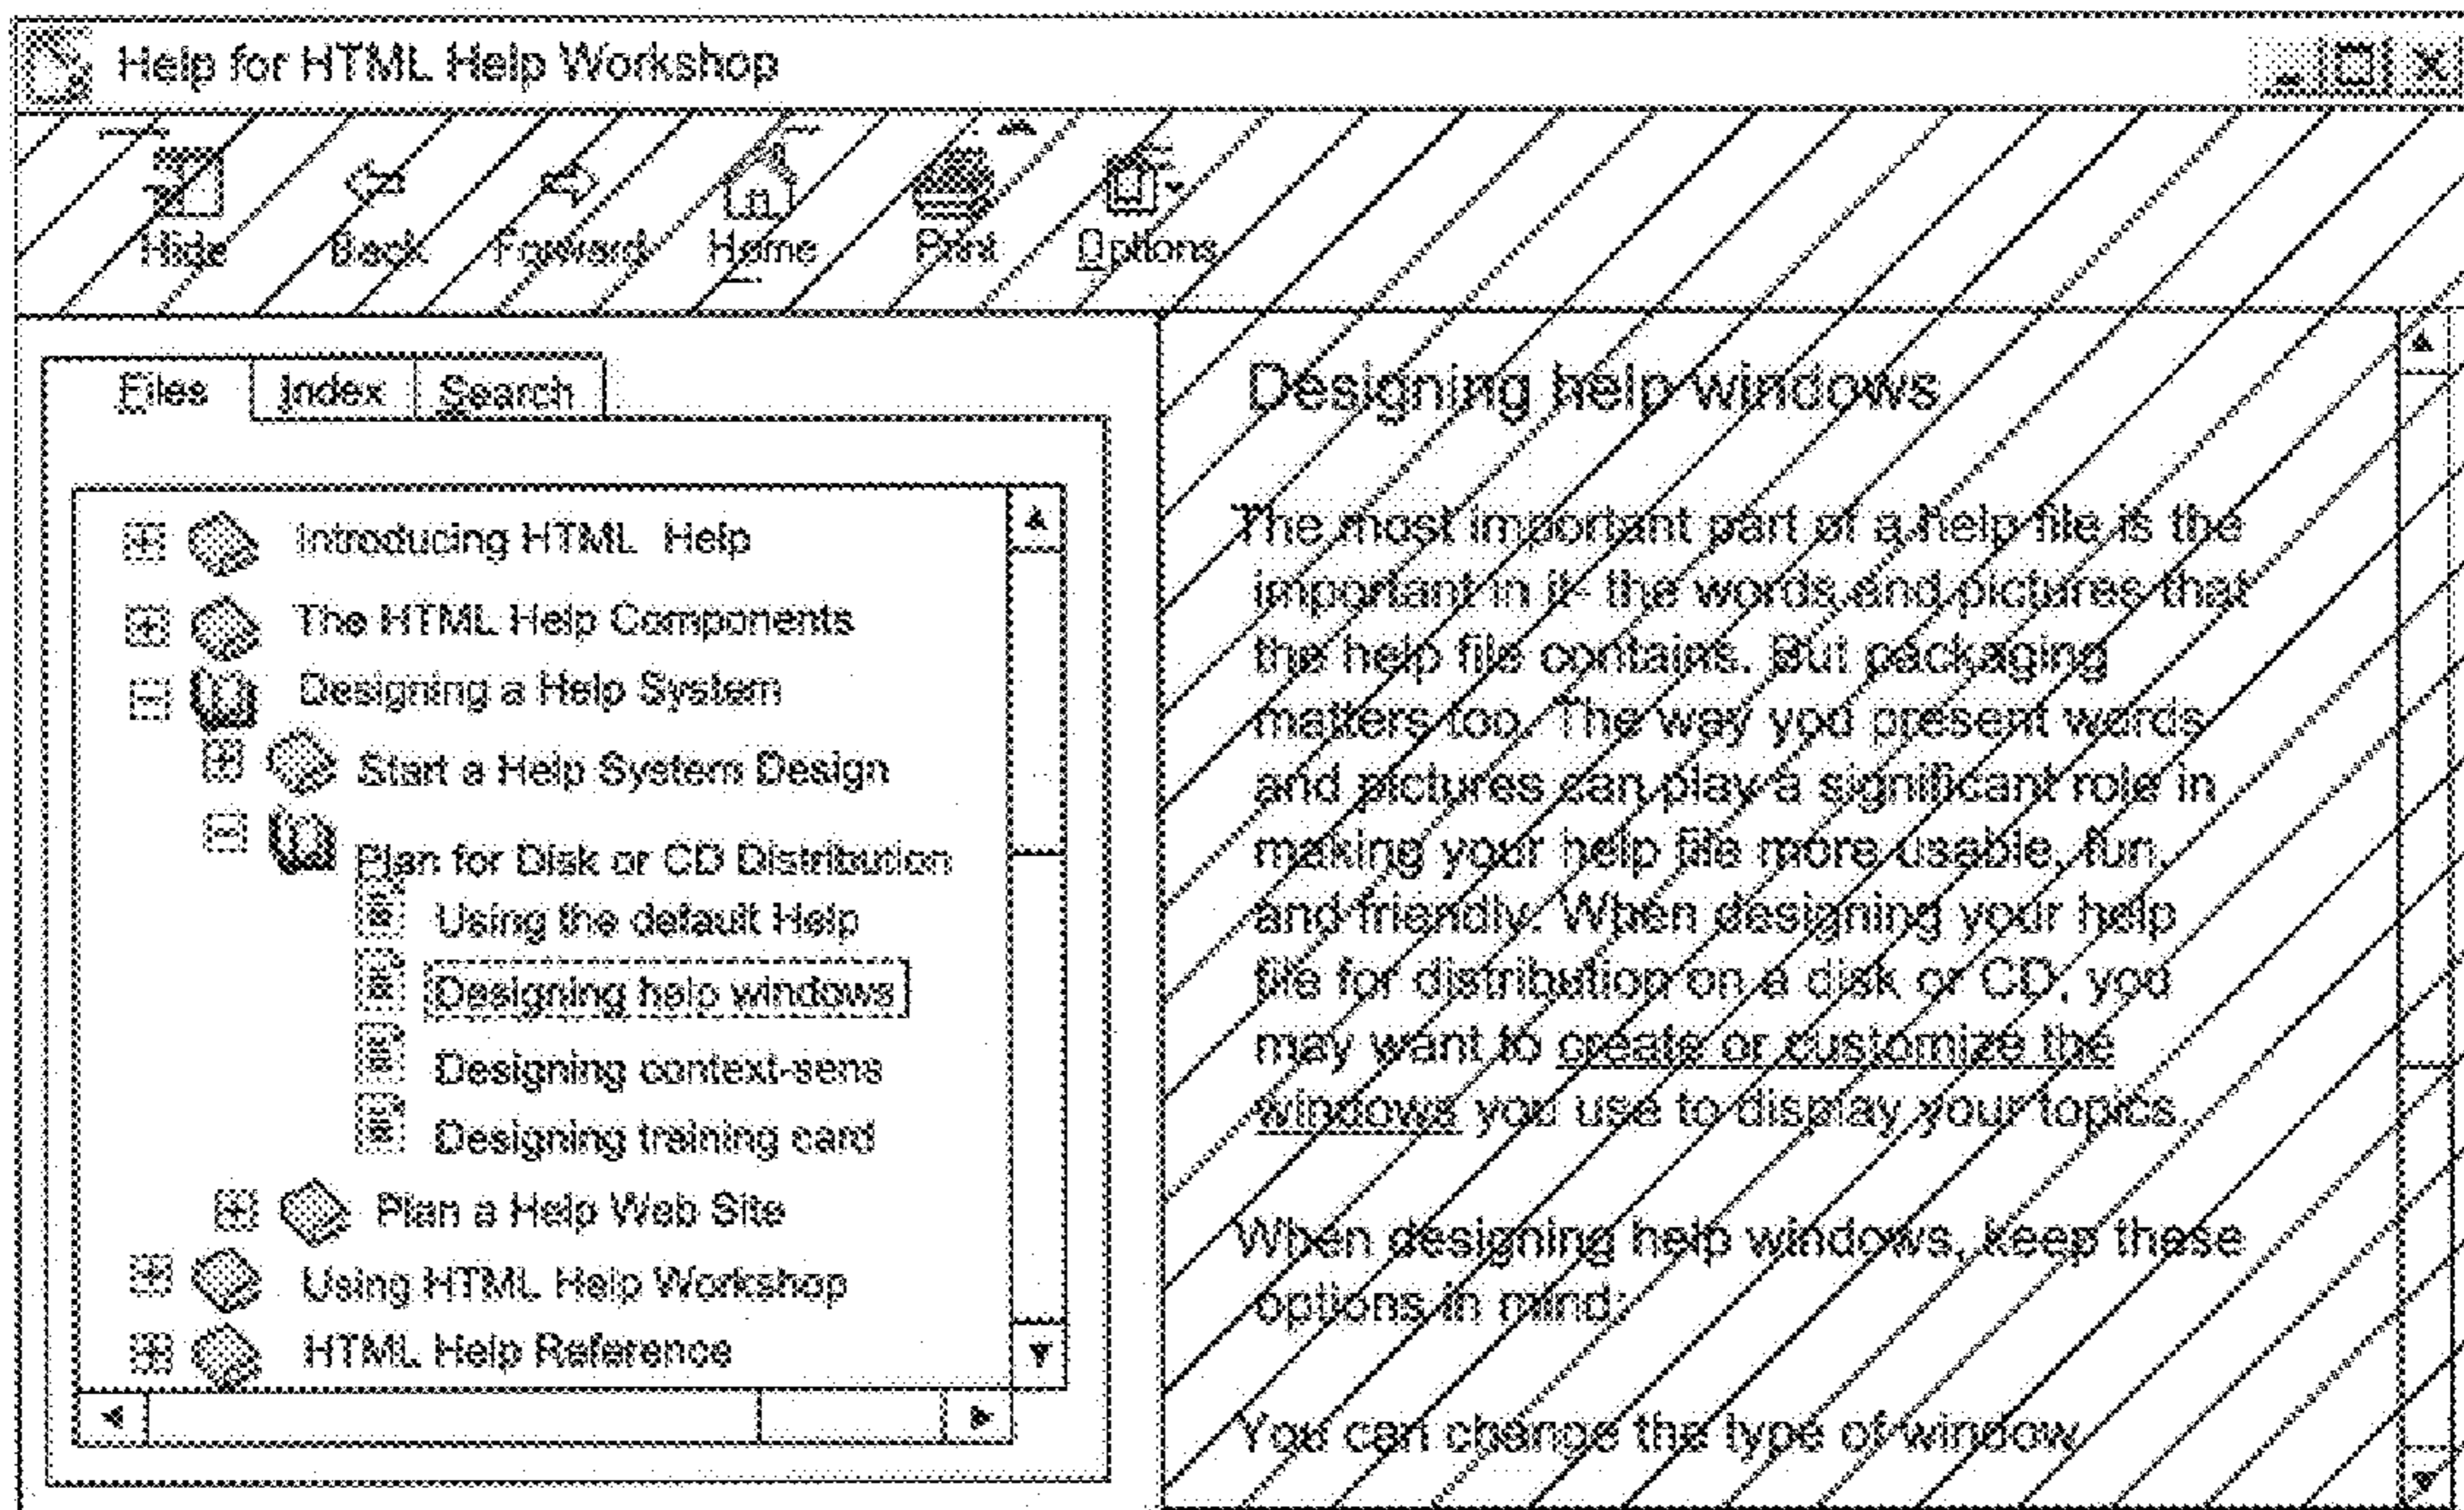 Help for HTML Help Workshop
Hide Back Forward Home Print Options
Files Index Search
Introducing HTML Help
The HTML Help Components
Designing a Help System
Start a Help System Design
Plan for Disk or CD Distribution
Using the default Help
Designing help windows
Designing context-sens
Designing training card
Plan a Help Web Site
Using HTML Help Workshop
HTML Help Reference
Designing help windows
The most important part of a help file is the
important in it- the words and pictures that
the help file contains. But packaging
matters too. The way you present words
and pictures can play a significant role in
making your help file more usable, fun,
and friendly. When designing your help
file for distribution on a disk or CD, you
may want to create or customize the
windows you use to display your topics.
When designing help windows, keep these
options in mind:
You can change the type of window